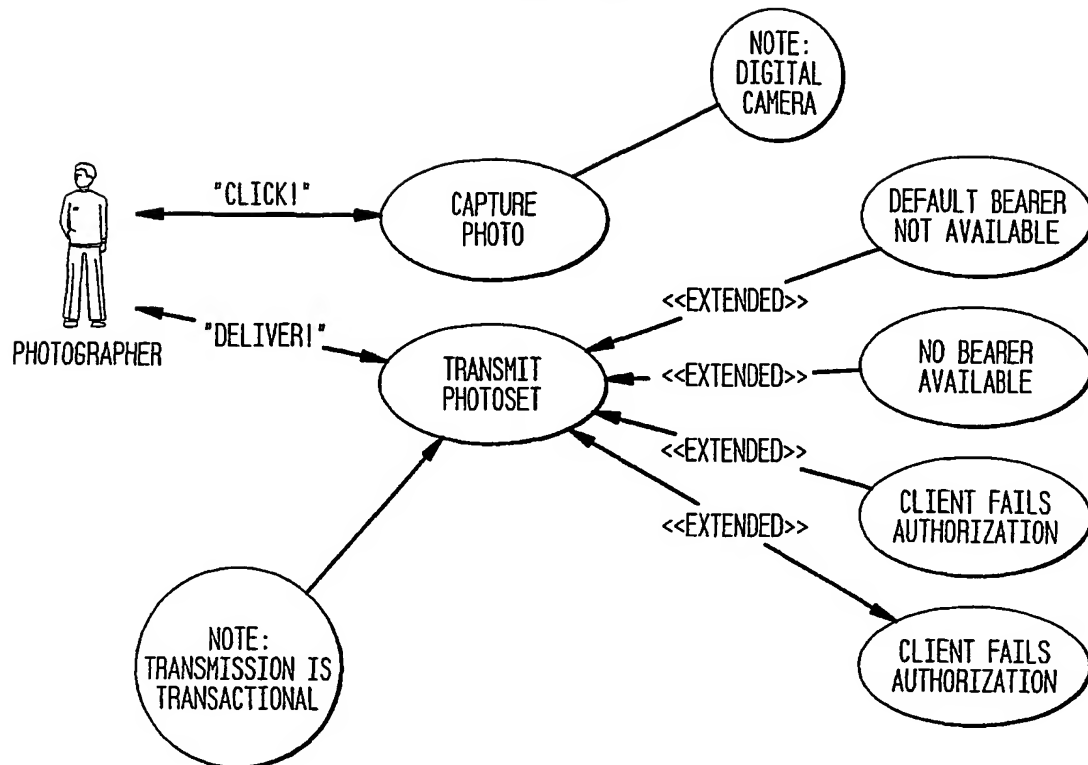 NOTE:
DIGITAL
CAMERA
"CLICK!"
CAPTURE
PHOTO
DEFAULT BEARER
NOT AVAILABLE
<<EXTENDED>>
"DELIVER!"
PHOTOGRAPHER
TRANSMIT
PHOTOSET
<<EXTENDED>>
NO BEARER
AVAILABLE
<<EXTENDED>>
CLIENT FAILS
AUTHORIZATION
<<EXTENDED>>
CLIENT FAILS
AUTHORIZATION
NOTE:
TRANSMISSION IS
TRANSACTIONAL